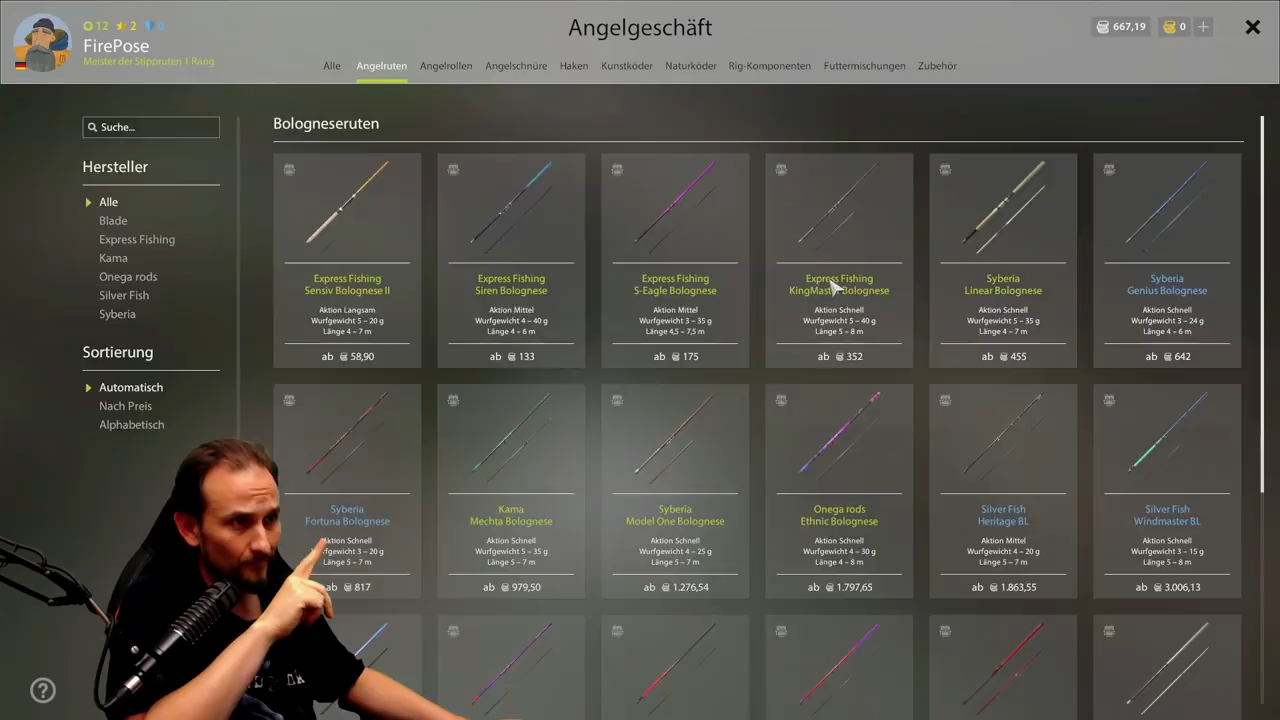 12 2 0
FirePose
Meister der Stippruten 1 Rang
Angelgeschäft
667,19 0 +
Alle Angelruten Angelrollen Angelschnüre Haken Kunstköder Naturköder Rig-Komponenten Futtermischungen Zubehör
Suche...
Hersteller
Alle
Blade
Express Fishing
Kama
Onega rods
Silver Fish
Syberia
Sortierung
Automatisch
Nach Preis
Alphabetisch
Bologneseruten
Express Fishing
Sensiv Bolognese II
Aktion Langsam
Wurfgewicht 5 – 20 g
Länge 4 – 7 m
ab 58,90
Express Fishing
Siren Bolognese
Aktion Mittel
Wurfgewicht 4 – 40 g
Länge 4 – 6 m
ab 133
Express Fishing
S-Eagle Bolognese
Aktion Mittel
Wurfgewicht 3 – 35 g
Länge 4,5 – 7,5 m
ab 175
Express Fishing
KingMaster Bolognese
Aktion Schnell
Wurfgewicht 5 – 40 g
Länge 5 – 8 m
ab 352
Syberia
Linear Bolognese
Aktion Schnell
Wurfgewicht 5 – 35 g
Länge 4 – 7 m
ab 455
Syberia
Genius Bolognese
Aktion Schnell
Wurfgewicht 3 – 24 g
Länge 4 – 6 m
ab 642
Syberia
Fortuna Bolognese
Aktion Schnell
rfgewicht 3 – 20 g
Länge 5 – 7 m
ab 817
Kama
Mechta Bolognese
Aktion Schnell
Wurfgewicht 5 – 35 g
Länge 5 – 7 m
ab 979,50
Syberia
Model One Bolognese
Aktion Schnell
Wurfgewicht 4 – 25 g
Länge 5 – 7 m
ab 1.276,54
Onega rods
Ethnic Bolognese
Aktion Schnell
Wurfgewicht 4 – 30 g
Länge 4 – 8 m
ab 1.797,65
Silver Fish
Heritage BL
Aktion Mittel
Wurfgewicht 4 – 20 g
Länge 5 – 7 m
ab 1.863,55
Silver Fish
Windmaster BL
Aktion Schnell
Wurfgewicht 3 – 15 g
Länge 5 – 8 m
ab 3.006,13
?